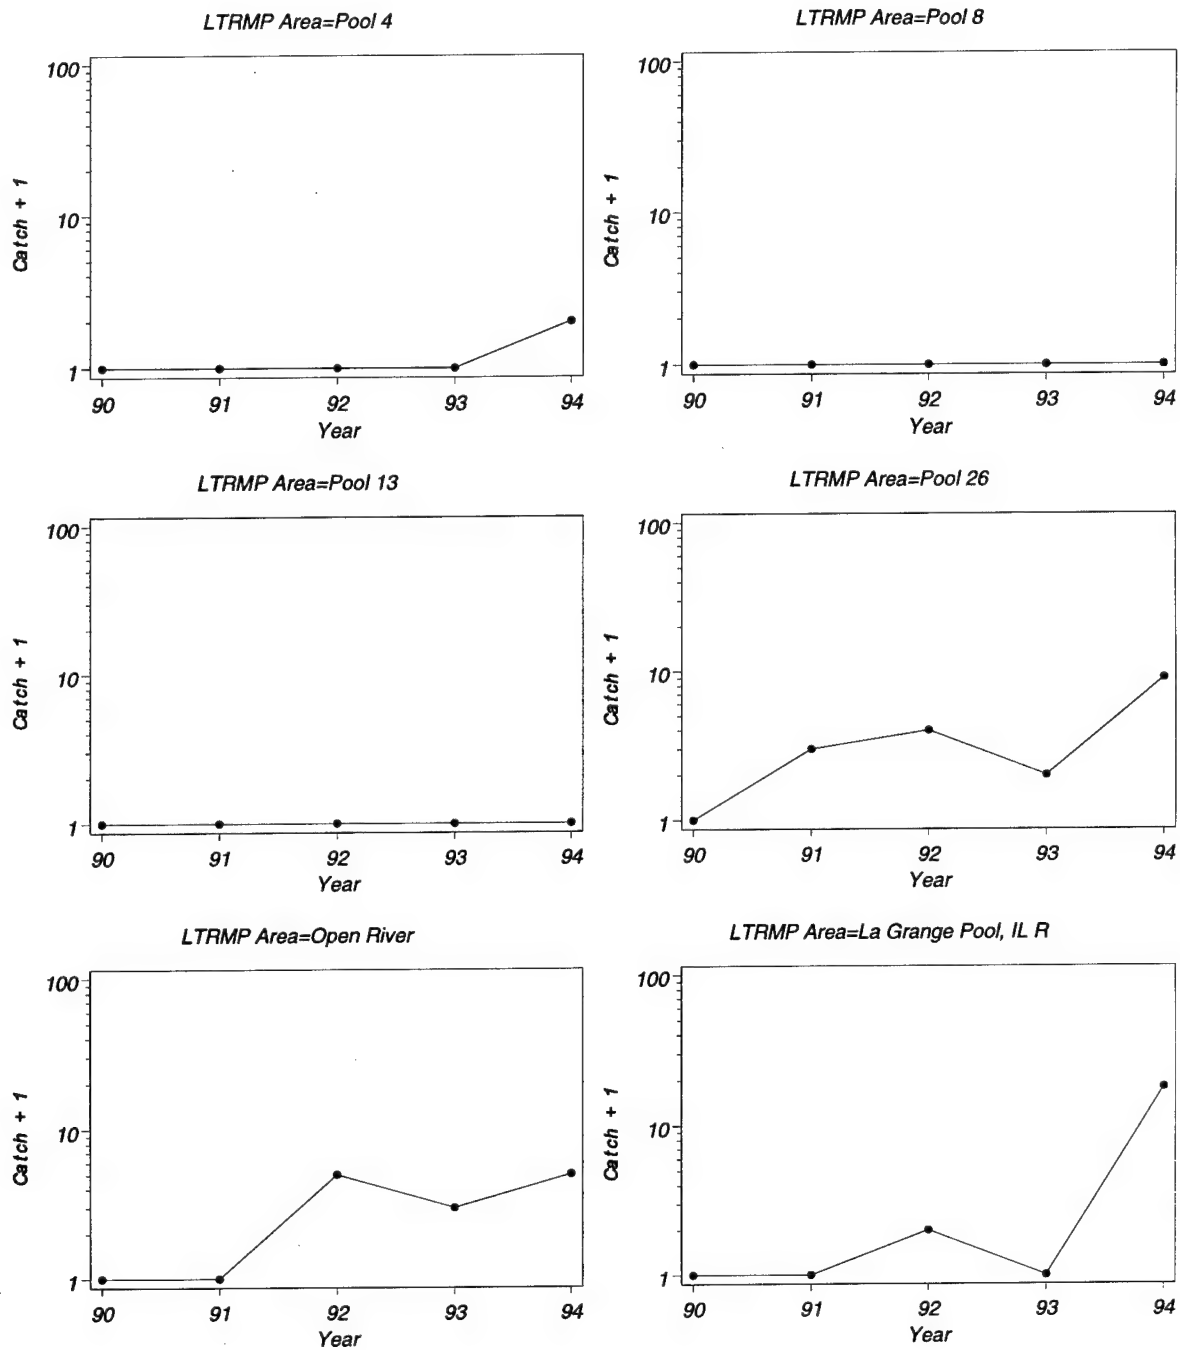 LTRMP Area=Pool 4
100
10
1
Catch + 1
90 91 92 93 94
Year
LTRMP Area=Pool 8
100
10
1
Catch + 1
90 91 92 93 94
Year
LTRMP Area=Pool 13
100
10
1
Catch + 1
90 91 92 93 94
Year
LTRMP Area=Pool 26
100
10
1
Catch + 1
90 91 92 93 94
Year
LTRMP Area=Open River
100
10
1
Catch + 1
90 91 92 93 94
Year
LTRMP Area=La Grange Pool, IL R
100
10
1
Catch + 1
90 91 92 93 94
Year